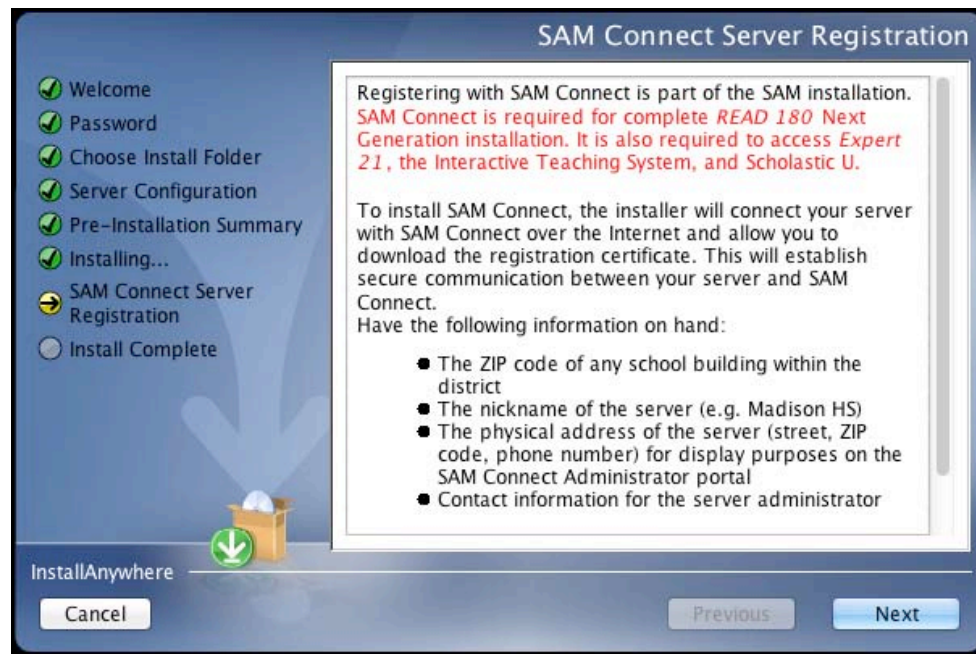 SAM Connect Server Registration
Welcome
Password
Choose Install Folder
Server Configuration
Pre-Installation Summary
Installing...
SAM Connect Server
Registration
Install Complete
Registering with SAM Connect is part of the SAM installation.
SAM Connect is required for complete READ 180 Next
Generation installation. It is also required to access Expert
21, the Interactive Teaching System, and Scholastic U.
To install SAM Connect, the installer will connect your server
with SAM Connect over the Internet and allow you to
download the registration certificate. This will establish
secure communication between your server and SAM
Connect.
Have the following information on hand:
● The ZIP code of any school building within the
district
● The nickname of the server (e.g. Madison HS)
● The physical address of the server (street, ZIP
code, phone number) for display purposes on the
SAM Connect Administrator portal
● Contact information for the server administrator
InstallAnywhere
Cancel
Previous
Next